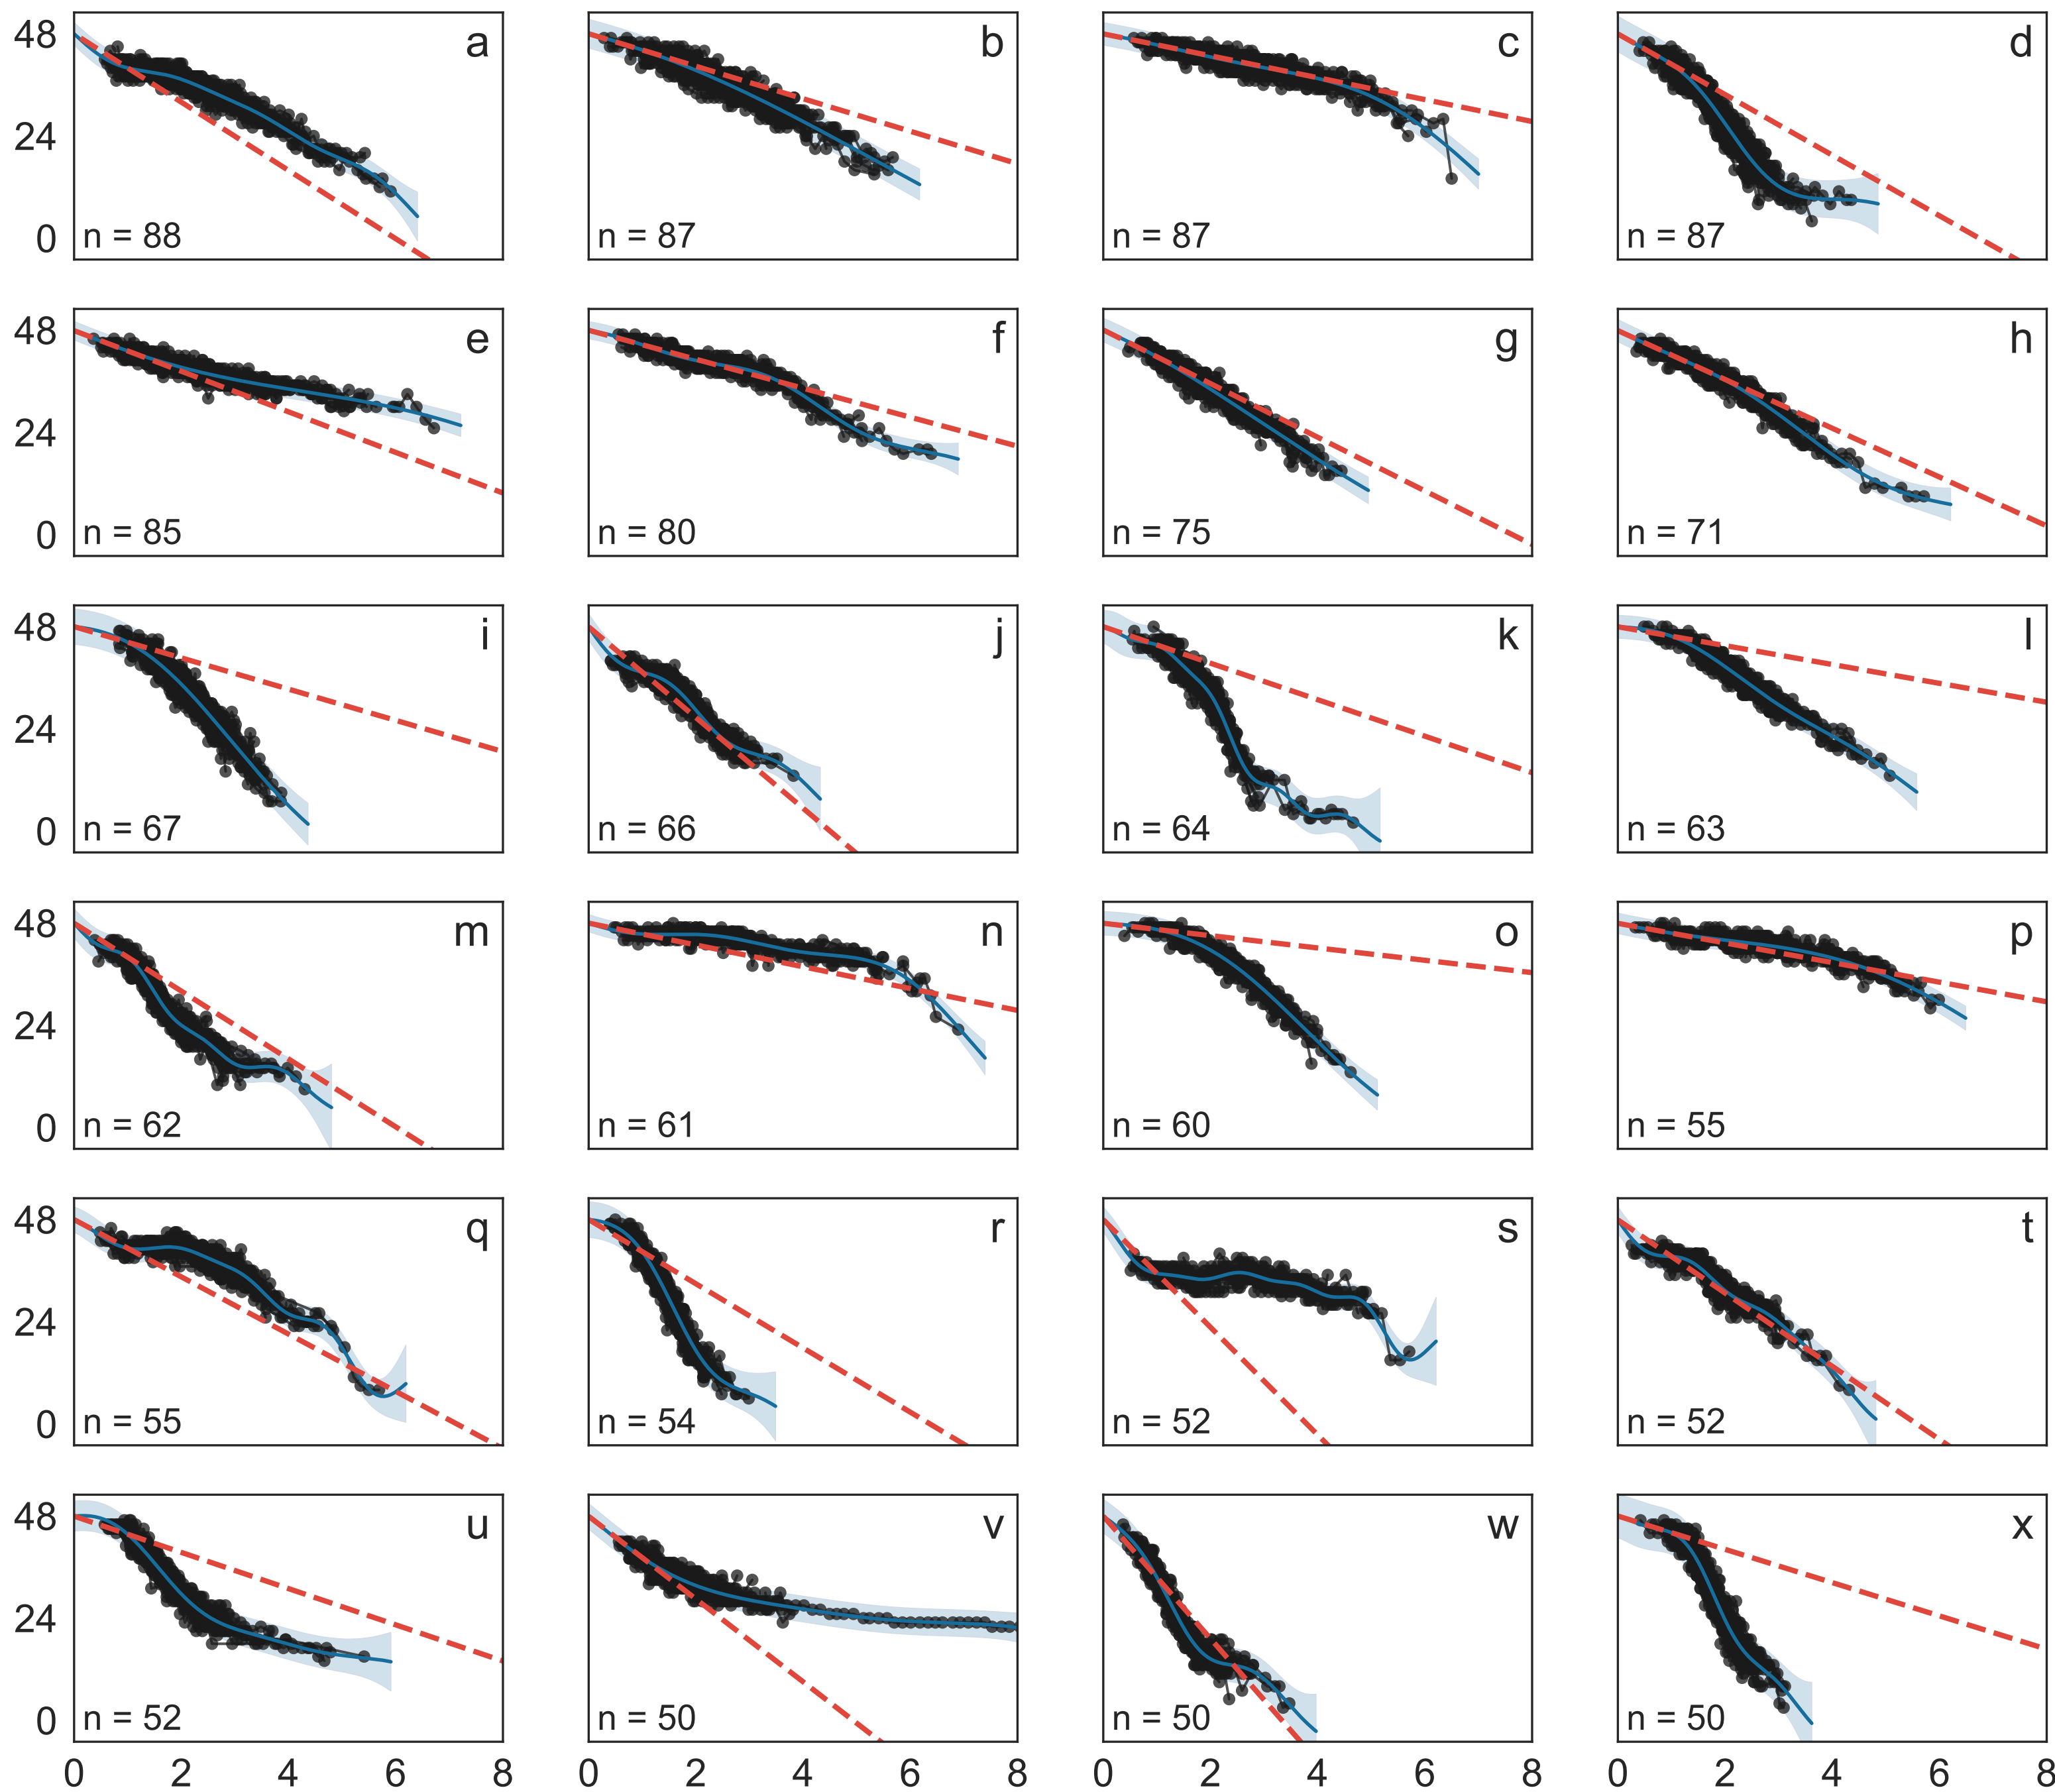 48 a b c d
24
0 n = 88 n = 87 n = 87 n = 87
48 e f g h
24
0 n = 85 n = 80 n = 75 n = 71
48 i j k l
24
0 n = 67 n = 66 n = 64 n = 63
48 m n o p
24
0 n = 62 n = 61 n = 60 n = 55
48 q r s t
24
0 n = 55 n = 54 n = 52 n = 52
48 u v w x
24
0 n = 52 n = 50 n = 50 n = 50
0 2 4 6 8 0 2 4 6 8 0 2 4 6 8 0 2 4 6 8